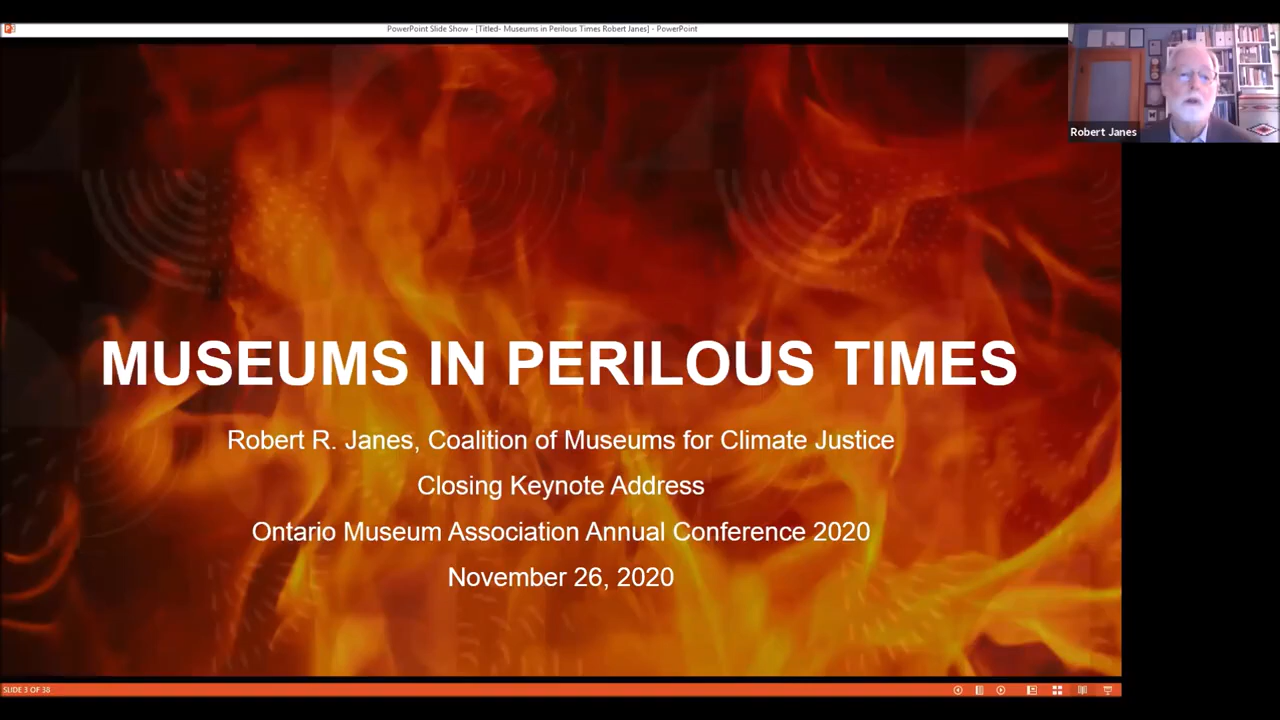 PowerPoint Slide Show - [Titled- Museums in Perilous Times Robert Janes] - PowerPoint
Robert Janes
MUSEUMS IN PERILOUS TIMES
Robert R. Janes, Coalition of Museums for Climate Justice
Closing Keynote Address
Ontario Museum Association Annual Conference 2020
November 26, 2020
SLIDE 3 OF 38